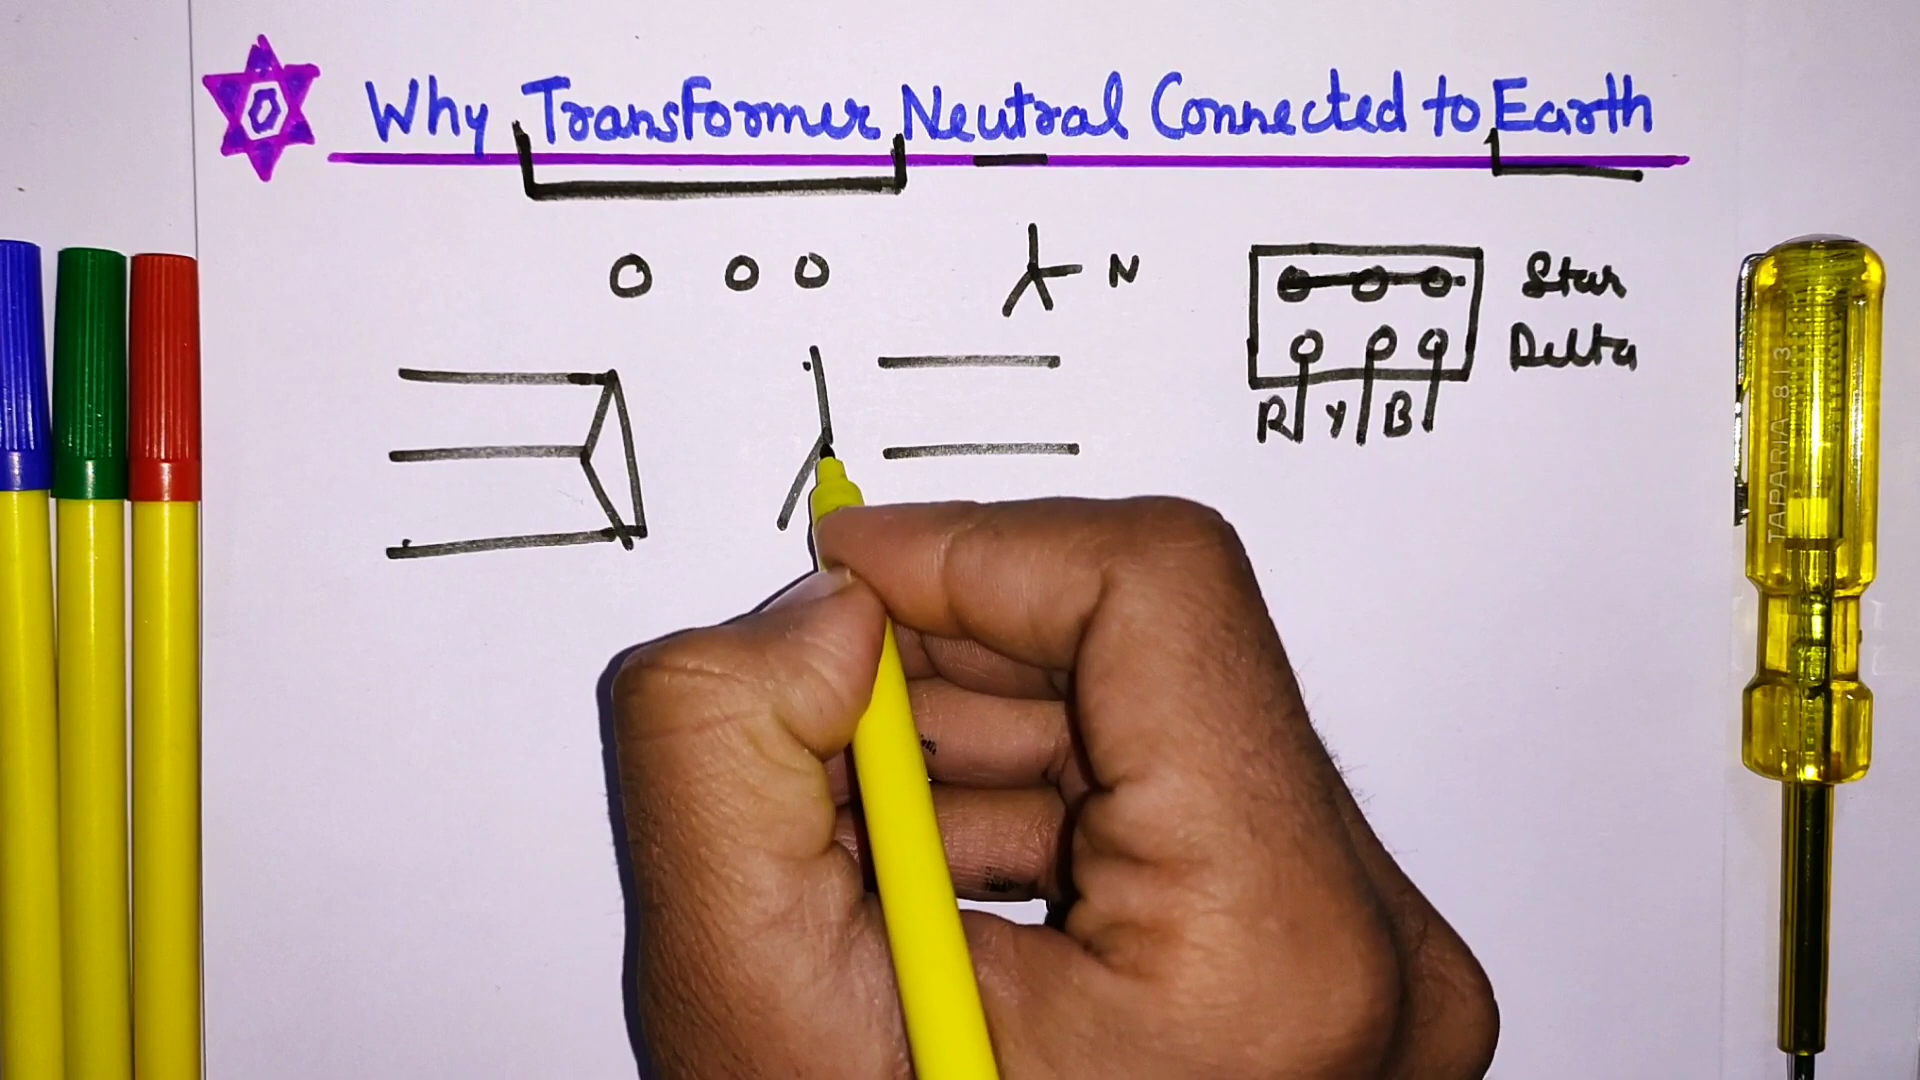 Why Transformer Neutral Connected to Earth
N
Star
Delta
R Y B
TAPARIA 813